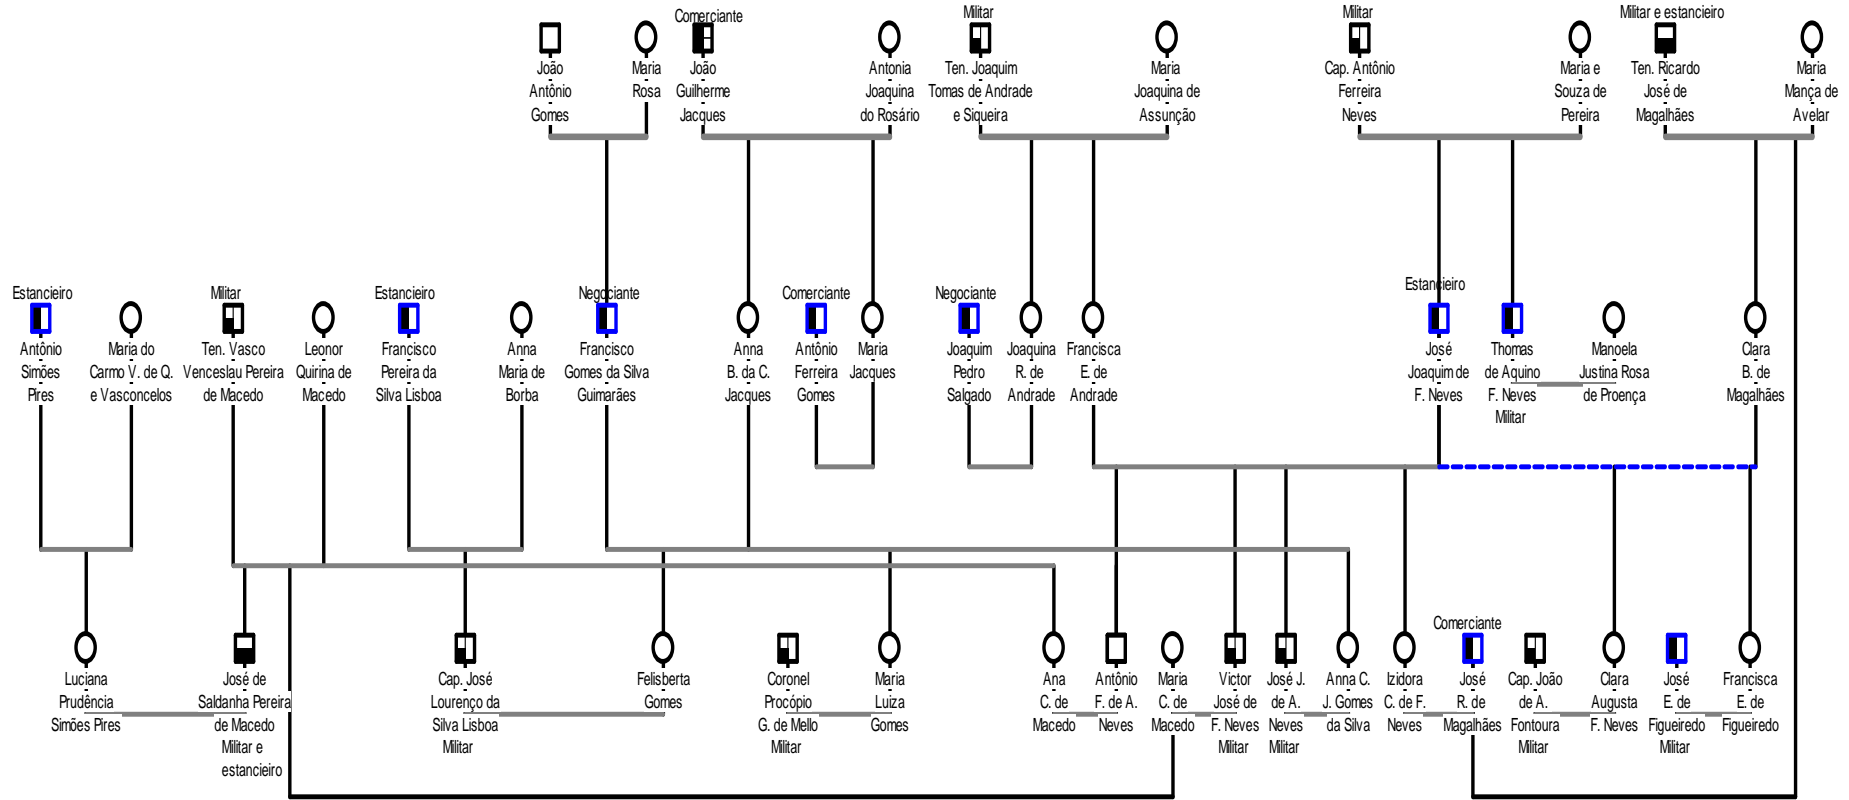 Comerciante
Militar
Militar
Militar e estancieiro
João
Antônio
Gomes
Maria
Rosa
João
Guilherme
Jacques
Antonia
Joaquina
do Rosário
Ten. Joaquim
Tomas de Andrade
e Siqueira
Maria
Joaquina de
Assunção
Cap. Antônio
Ferreira
Neves
Maria e
Souza de
Pereira
Ten. Ricardo
José de
Magalhães
Maria
Mança de
Avelar
Estancieiro
Antônio
Simões
Pires
Maria do
Carmo V. de Q.
e Vasconcelos
Militar
Ten. Vasco
Venceslau Pereira
de Macedo
Leonor
Quirina de
Macedo
Estancieiro
Francisco
Pereira da
Silva Lisboa
Anna
Maria de
Borba
Negociante
Francisco
Gomes da Silva
Guimarães
Anna
B. da C.
Jacques
Comerciante
Antônio
Ferreira
Gomes
Maria
Jacques
Negociante
Joaquim
Pedro
Salgado
Joaquina
R. de
Andrade
Francisca
E. de
Andrade
Estancieiro
José
Joaquim de
F. Neves
Thomas
de Aquino
F. Neves
Militar
Manoela
Justina Rosa
de Proença
Clara
B. de
Magalhães
Luciana
Prudência
Simões Pires
José de
Saldanha Pereira
de Macedo
Militar e
estancieiro
Cap. José
Lourenço da
Silva Lisboa
Militar
Felisberta
Gomes
Coronel
Procópio
G. de Mello
Militar
Maria
Luiza
Gomes
Ana
C. de
Macedo
Antônio
F. de A.
Neves
Maria
C. de
Macedo
Victor
José de
F. Neves
Militar
José J.
de A.
Neves
Militar
Anna C.
J. Gomes
da Silva
Izidora
C. de F.
Neves
Comerciante
José
R. de
Magalhães
Cap. João
de A.
Fontoura
Militar
Clara
Augusta
F. Neves
José
E. de
Figueiredo
Militar
Francisca
E. de
Figueiredo